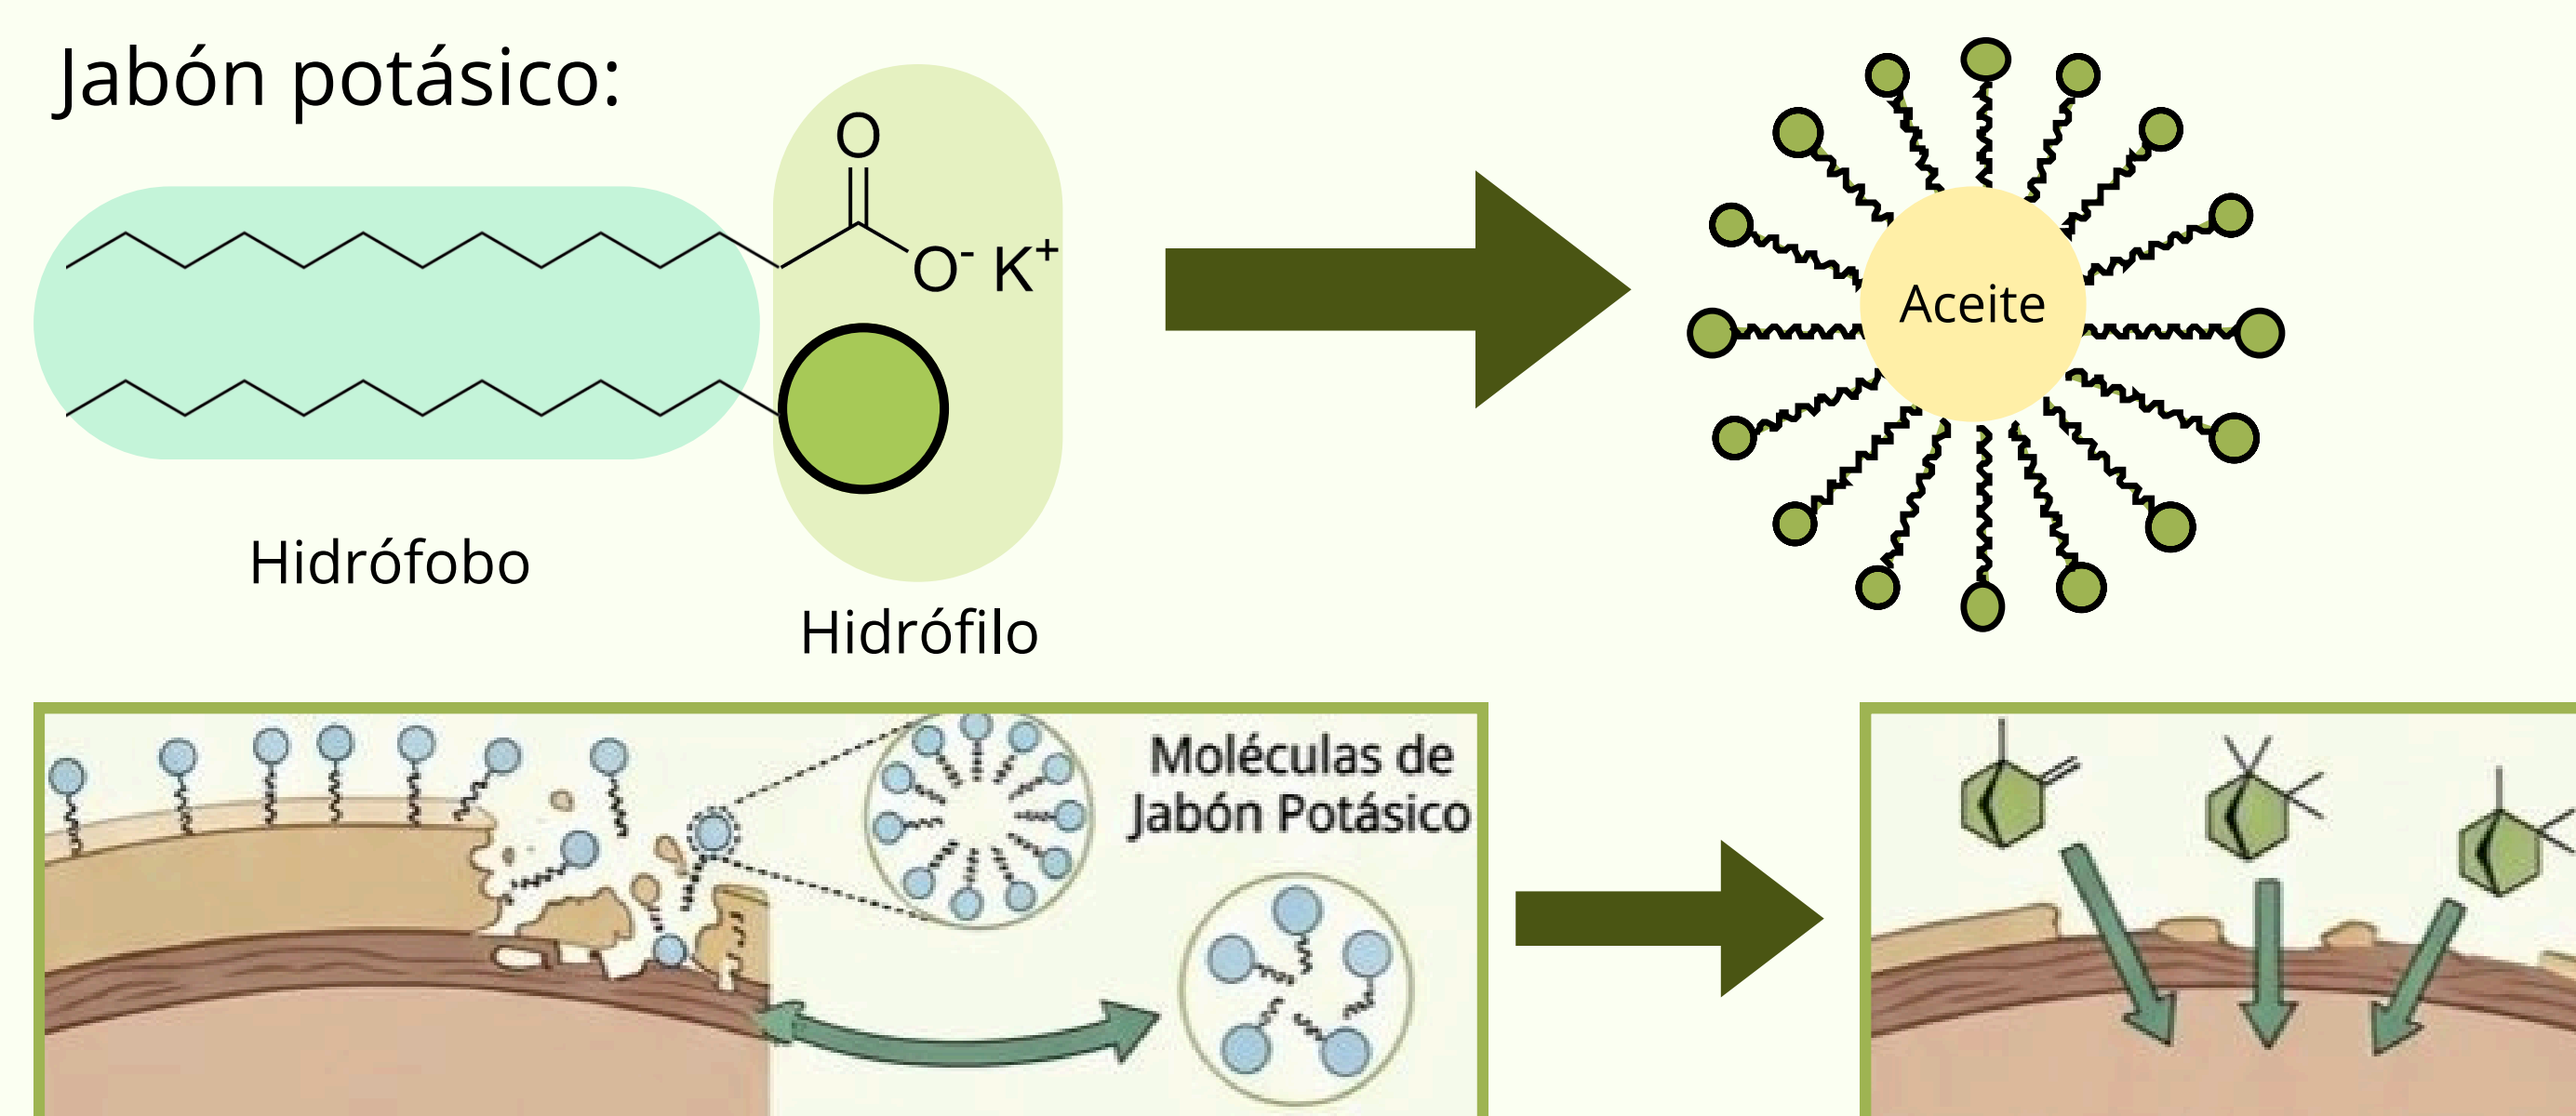 Jabón potásico:
O
O- K+
Aceite
Hidrófobo
Hidrófilo
Moléculas de
Jabón Potásico